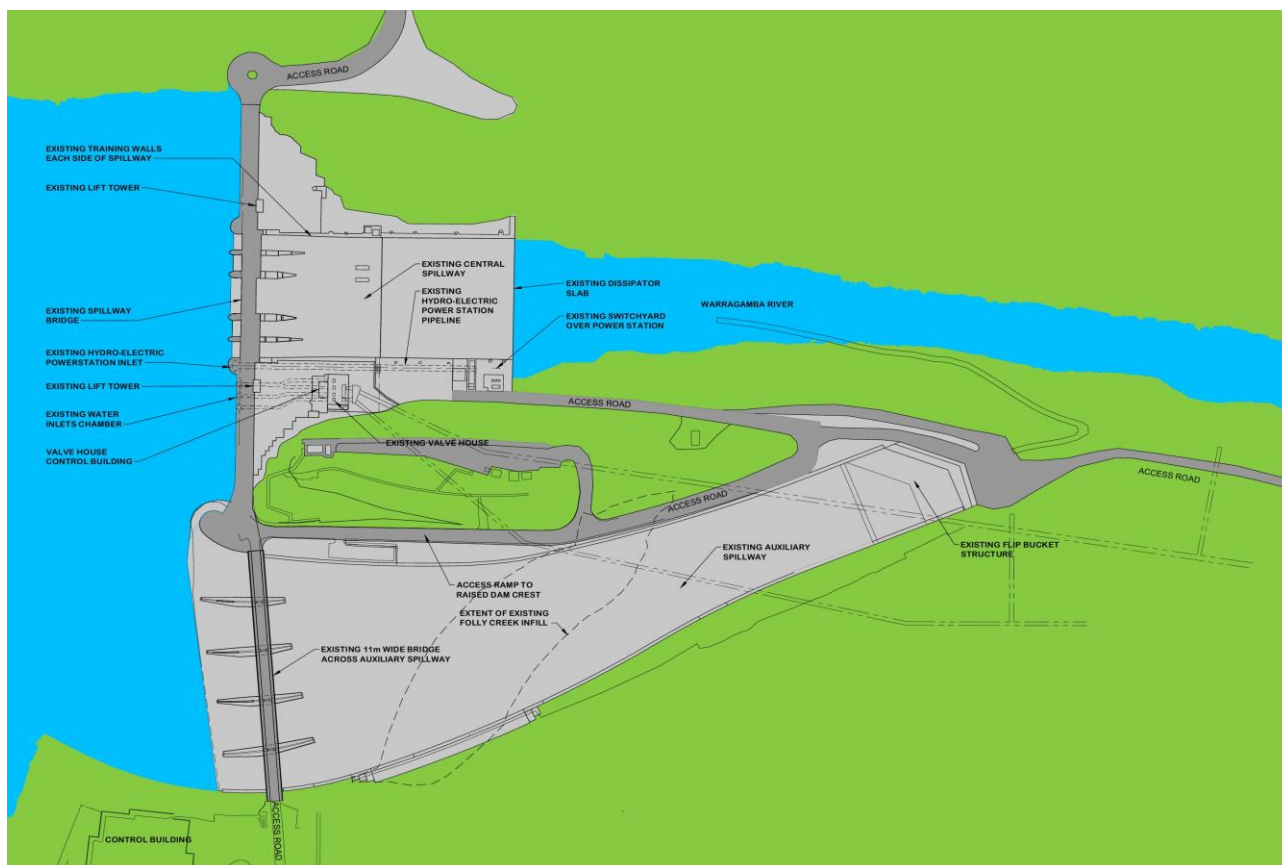 ACCESS ROAD
EXISTING TRAINING WALLS
EACH SIDE OF SPILLWAY
EXISTING LIFT TOWER
EXISTING CENTRAL
SPILLWAY
EXISTING
HYDRO-ELECTRIC
POWER STATION
PIPELINE
EXISTING DISSIPATOR
SLAB
WARRAGAMBA RIVER
EXISTING SPILLWAY
BRIDGE
EXISTING SWITCHYARD
OVER POWER STATION
EXISTING HYDRO-ELECTRIC
POWERSTATION INLET
EXISTING LIFT TOWER
EXISTING WATER
INLETS CHAMBER
VALVE HOUSE
CONTROL BUILDING
EXISTING VALVE HOUSE
ACCESS ROAD
ACCESS ROAD
ACCESS ROAD
EXISTING FLIP BUCKET
STRUCTURE
EXISTING AUXILIARY
SPILLWAY
ACCESS RAMP TO
RAISED DAM CREST
EXTENT OF EXISTING
FOLLY CREEK INFILL
EXISTING 11m WIDE BRIDGE
ACROSS AUXILIARY SPILLWAY
CONTROL BUILDING
ACCESS ROAD